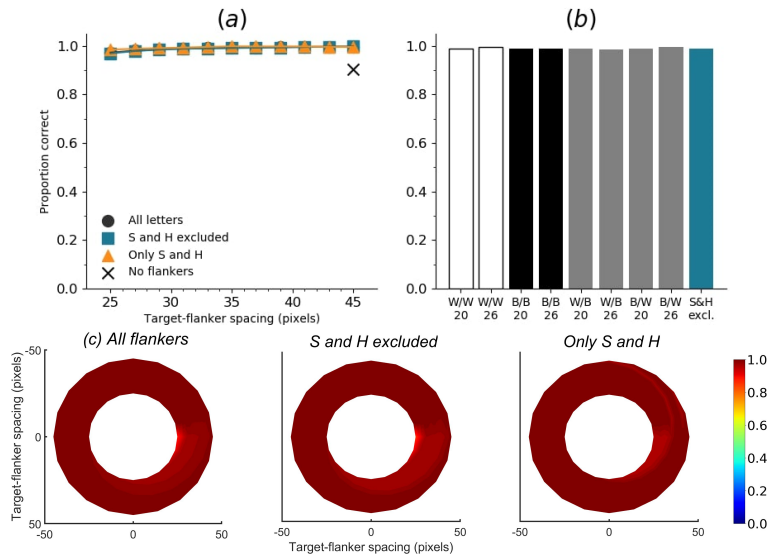 (a)
Proportion correct
1.0
0.8
0.6
0.4
0.2
0.0
All letters
S and H excluded
Only S and H
No flankers
25 30 35 40 45
Target-flanker spacing (pixels)
(b)
1.0
0.8
0.6
0.4
0.2
0.0
W/W W/W B/B B/B W/B W/B B/W B/W S&H
20 26 20 26 20 26 20 26 excl.
(c) All flankers
S and H excluded
Only S and H
Target-flanker spacing (pixels)
-50
0
50
-50 0 50
-50 0 50
-50 0 50
Target-flanker spacing (pixels)
1.0
0.8
0.6
0.4
0.2
0.0